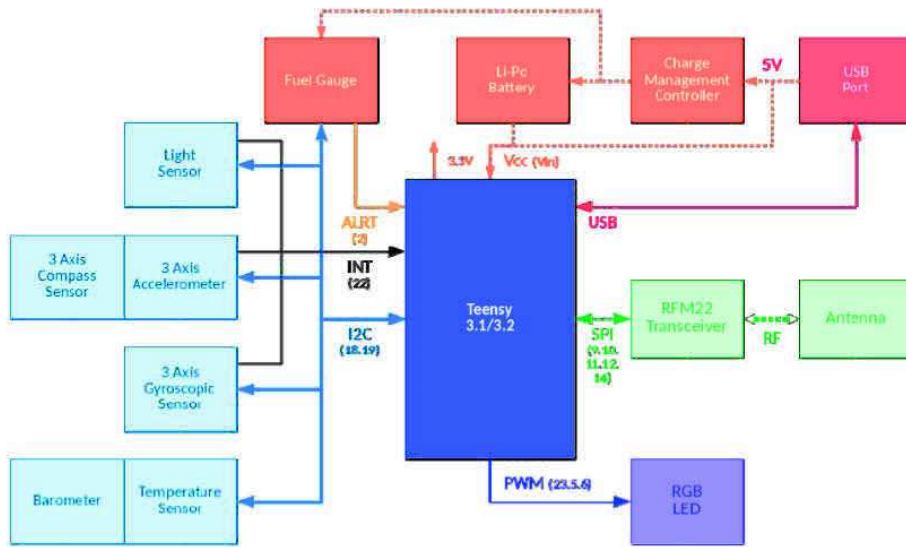 Fuel Gauge
Li-Po
Battery
Charge
Management
Controller
5V
USB
Port
Light
Sensor
3.3V
Vcc (Vin)
ALRT
(2)
USB
3 Axis
Compass
Sensor
3 Axis
Accelerometer
INT
(22)
Teensy
3.1/3.2
I2C
(18,19)
SPI
(9,10,
11,12,
14)
RFM22
Transceiver
RF
Antenna
3 Axis
Gyroscopic
Sensor
Barometer
Temperature
Sensor
PWM (23,5,6)
RGB
LED